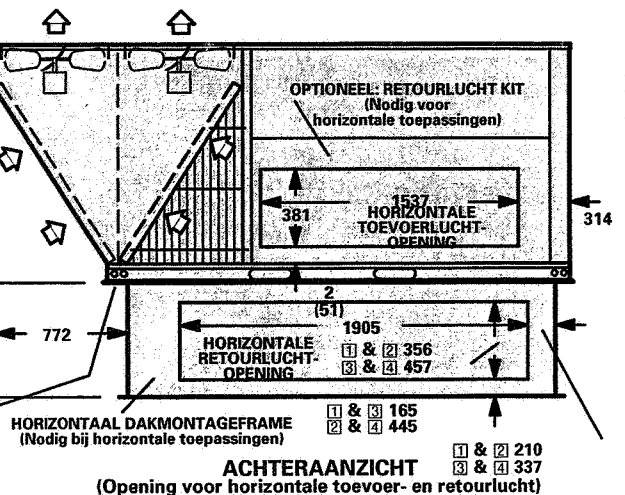 OPTIONEEL: RETOURLUCHT KIT
(Nodig voor
horizontale toepassingen)
1537
381
HORIZONTALE
TOEVOERLUCHT-
OPENING
314
2
(51)
1905
772
HORIZONTALE
RETOURLUCHT-
OPENING
1 & 2 356
3 & 4 457
HORIZONTAAL DAKMONTAGEFRAME
(Nodig bij horizontale toepassingen)
1 & 3 165
2 & 4 445
1 & 2 210
3 & 4 337
ACHTERAANZICHT
(Opening voor horizontale toevoer- en retourlucht)